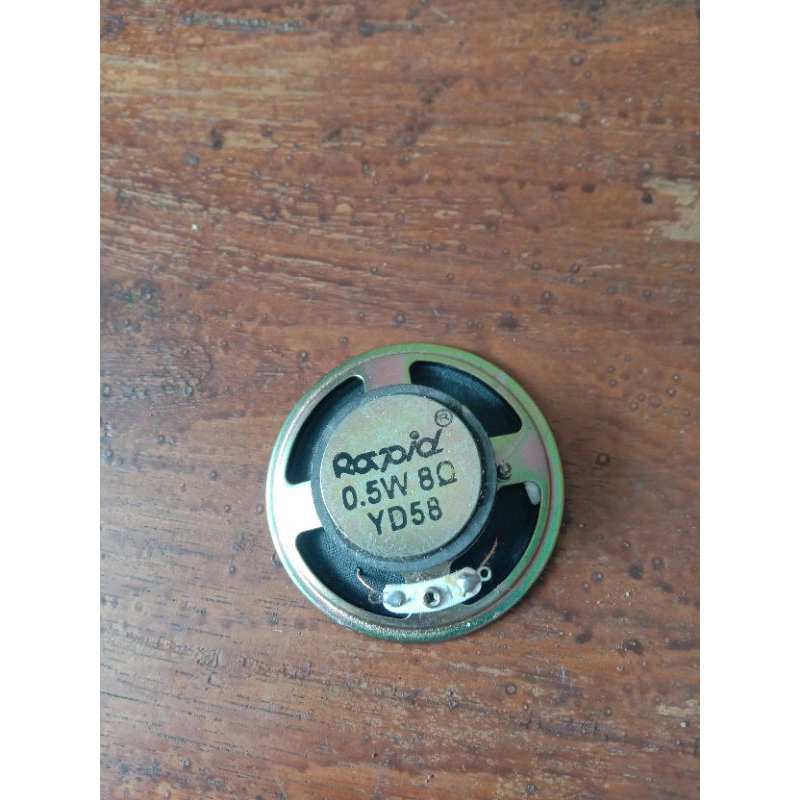 Rapid ®
0.5W 8Ω
YD58